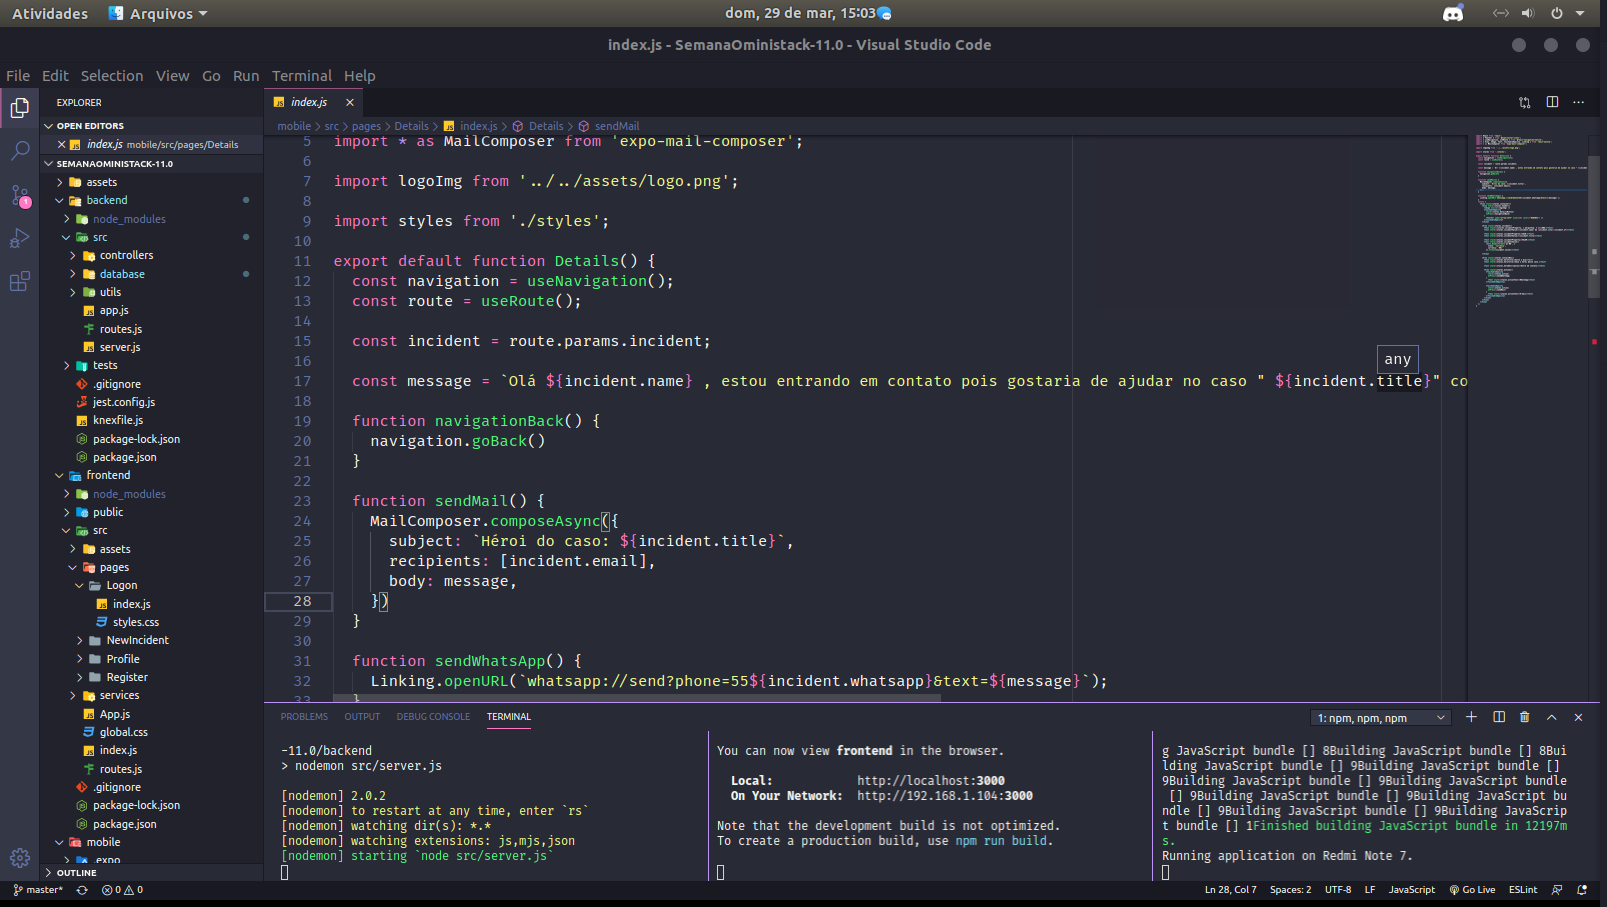 Atividades
Arquivos
dom, 29 de mar, 15:03
index.js - SemanaOministack-11.0 - Visual Studio Code
File Edit Selection View Go Run Terminal Help
EXPLORER
OPEN EDITORS
index.js mobile/src/pages/Details
SEMANAOMINISTACK-11.0
assets
backend
node_modules
src
controllers
database
utils
app.js
routes.js
server.js
tests
.gitignore
jest.config.js
knexfile.js
package-lock.json
package.json
frontend
node_modules
public
src
assets
pages
Logon
index.js
styles.css
NewIncident
Profile
Register
services
App.js
global.css
index.js
routes.js
.gitignore
package-lock.json
package.json
mobile
.expo
OUTLINE
1
index.js
mobile > src > pages > Details > index.js > Details > sendMail
5 import * as MailComposer from 'expo-mail-composer';
6
7 import logoImg from '../../assets/logo.png';
8
9 import styles from './styles';
10
11 export default function Details() {
12 const navigation = useNavigation();
13 const route = useRoute();
14
15 const incident = route.params.incident;
16
any
17 const message = `Olá ${incident.name} , estou entrando em contato pois gostaria de ajudar no caso " ${incident.title}" co
18
19 function navigationBack() {
20 navigation.goBack()
21 }
22
23 function sendMail() {
24 MailComposer.composeAsync({
25 subject: `Héroi do caso: ${incident.title}`,
26 recipients: [incident.email],
27 body: message,
28 })
29 }
30
31 function sendWhatsApp() {
32 Linking.openURL(`whatsapp://send?phone=55${incident.whatsapp}&text=${message}`);
33 }
PROBLEMS OUTPUT DEBUG CONSOLE TERMINAL
1: npm, npm, npm
-11.0/backend
> nodemon src/server.js
[nodemon] 2.0.2
[nodemon] to restart at any time, enter `rs`
[nodemon] watching dir(s): *.*
[nodemon] watching extensions: js,mjs,json
[nodemon] starting `node src/server.js`
You can now view frontend in the browser.
Local: http://localhost:3000
On Your Network: http://192.168.1.104:3000
Note that the development build is not optimized.
To create a production build, use npm run build.
g JavaScript bundle [] 8Building JavaScript bundle [] 8Bui
lding JavaScript bundle [] 9Building JavaScript bundle []
9Building JavaScript bundle [] 9Building JavaScript bundle
[] 9Building JavaScript bundle [] 9Building JavaScript bu
ndle [] 9Building JavaScript bundle [] 9Building JavaScrip
t bundle [] 1Finished building JavaScript bundle in 12197m
s.
Running application on Redmi Note 7.
master* 0 0 Ln 28, Col 7 Spaces: 2 UTF-8 LF JavaScript Go Live ESLint